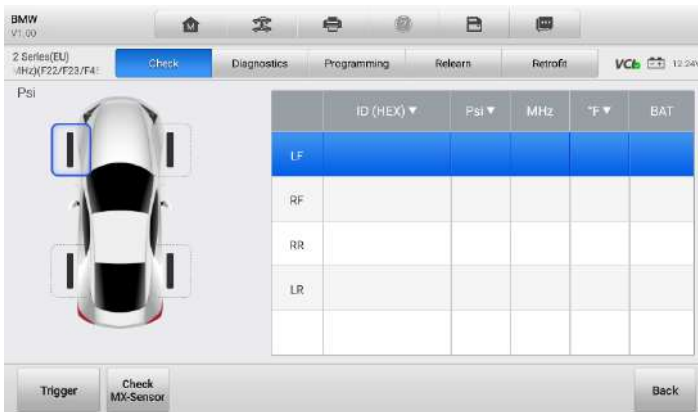 BMW
V1.00
2 Series(EU)
Check
Diagnostics
Programming
Relearn
Retrofit
VCI
MHz)(F22/F23/F4
Psi
ID (HEX) ▼ Psi ▼ MHz °F ▼ BAT
LF
RF
RR
LR
Trigger
Check
MX-Sensor
Back